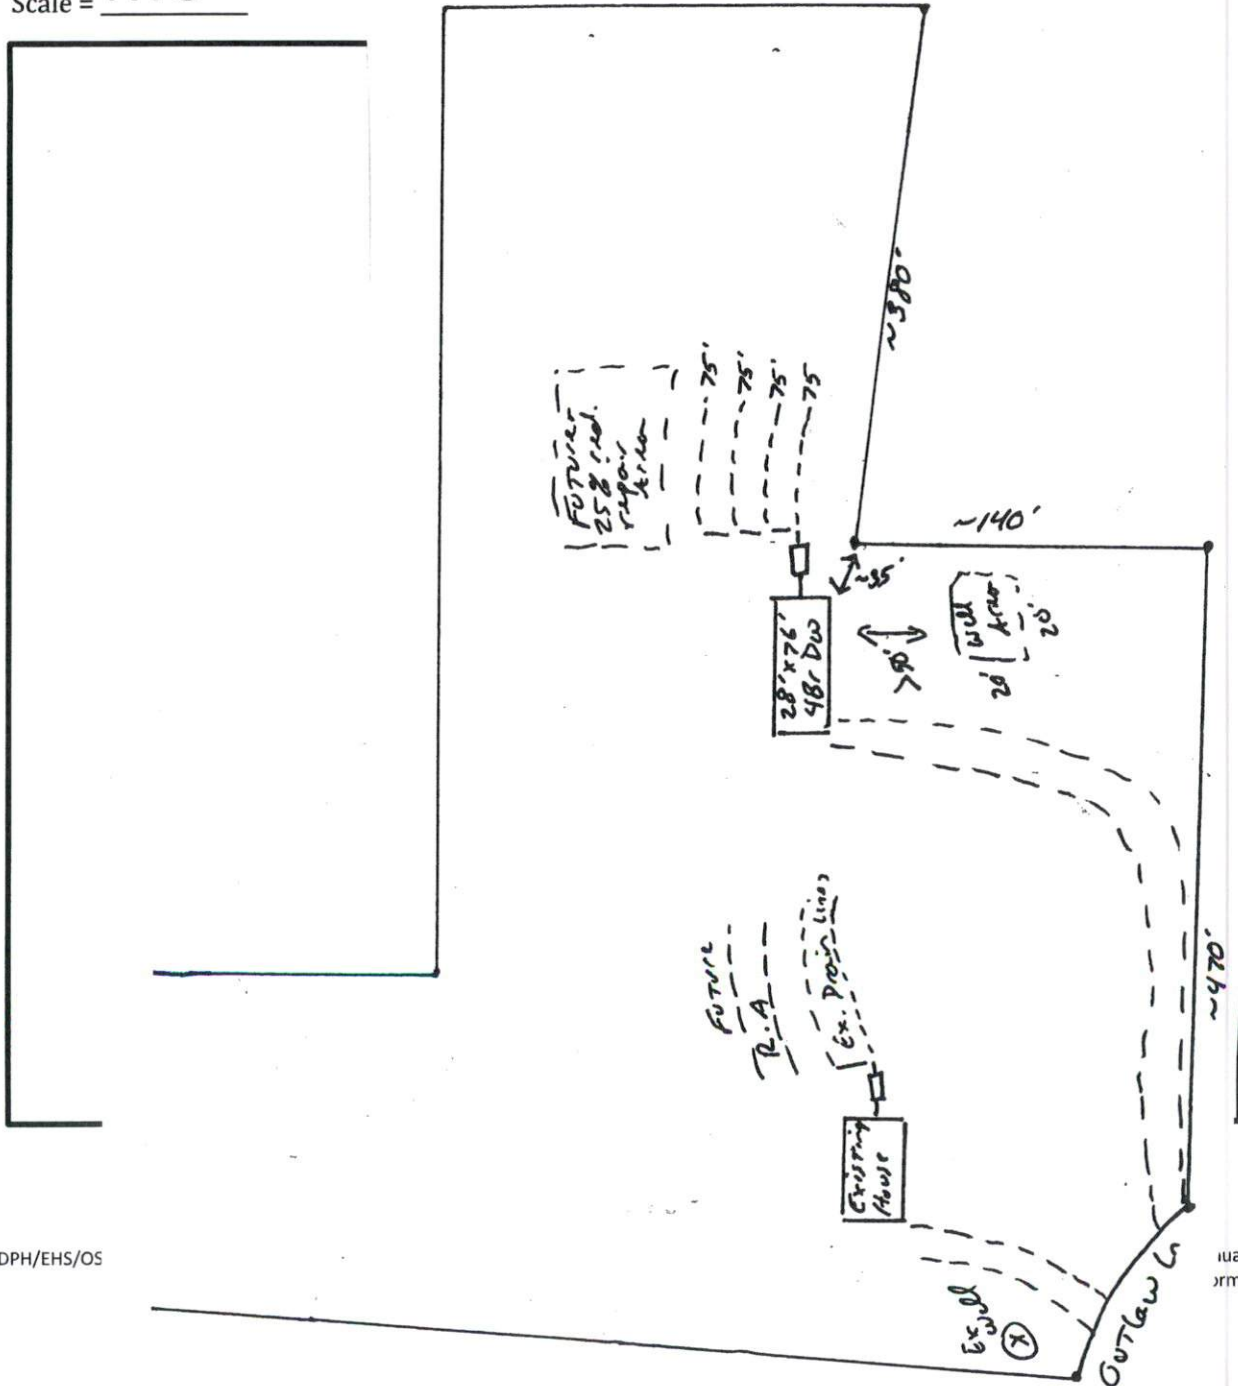 Scale =
~380'
75'
75'
75'
75
FUTURE
25% red.
repair
Area
~140'
~35'
28'x76'
4Br DW
Well
Area
20'
20'
FUTURE
R.A
Ex. Drain Lines
~470'
Existing
House
DPH/EHS/OS
Ex
well
X
OUTLAW Ln